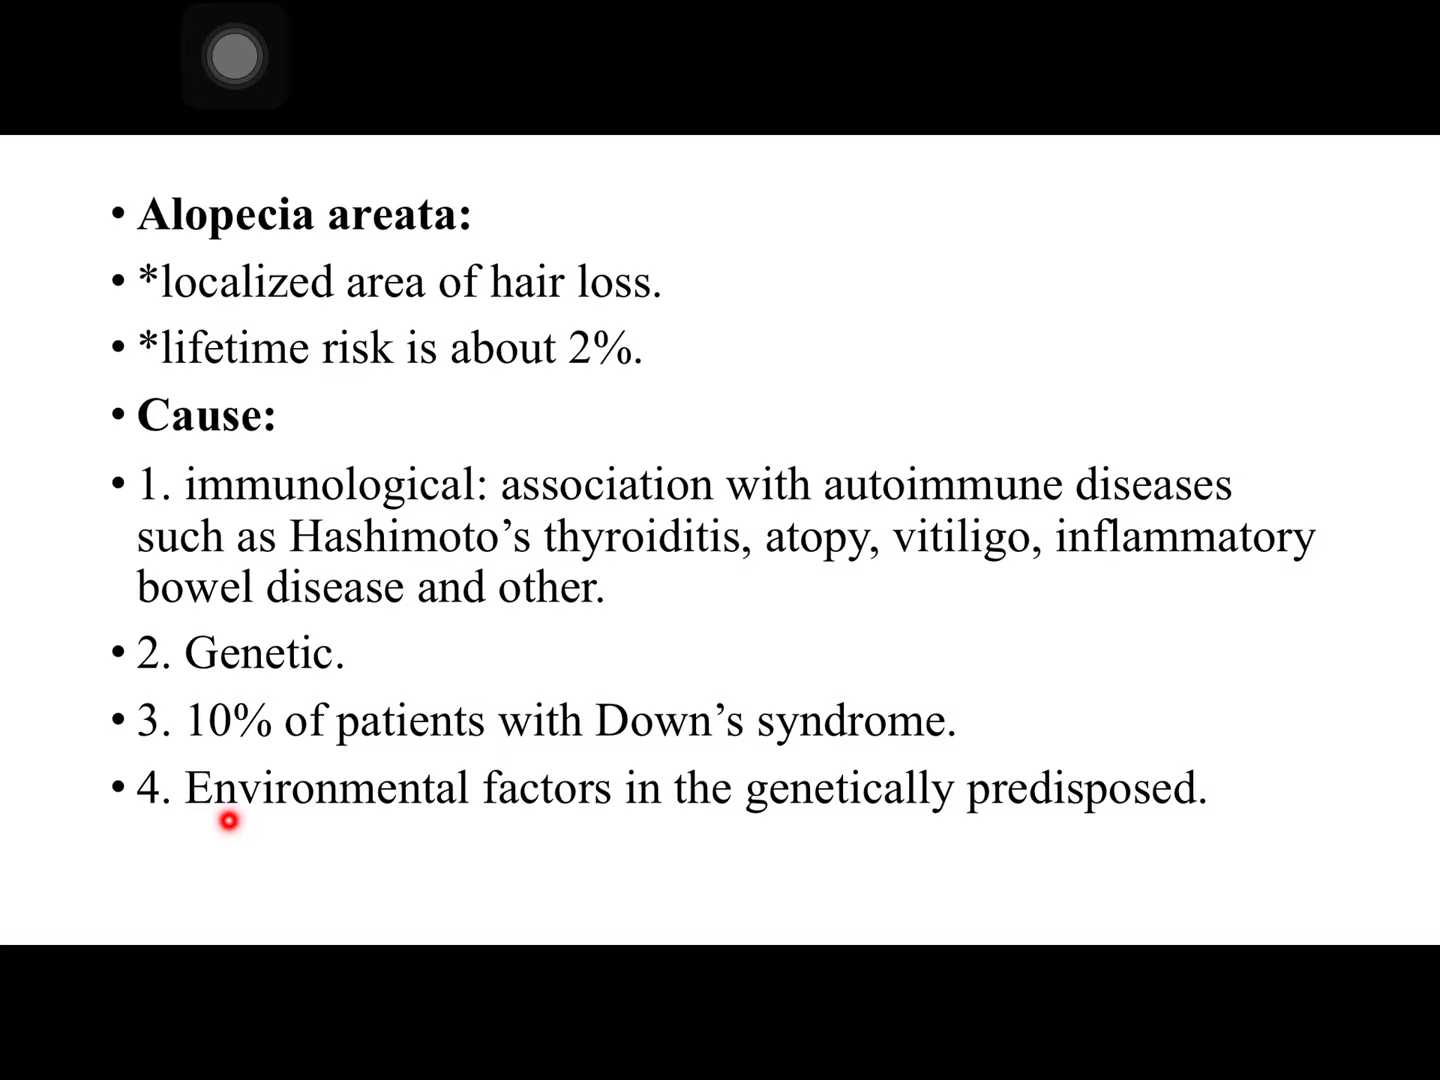 • Alopecia areata:
• *localized area of hair loss.
• *lifetime risk is about 2%.
• Cause:
• 1. immunological: association with autoimmune diseases
such as Hashimoto’s thyroiditis, atopy, vitiligo, inflammatory
bowel disease and other.
• 2. Genetic.
• 3. 10% of patients with Down’s syndrome.
• 4. Environmental factors in the genetically predisposed.